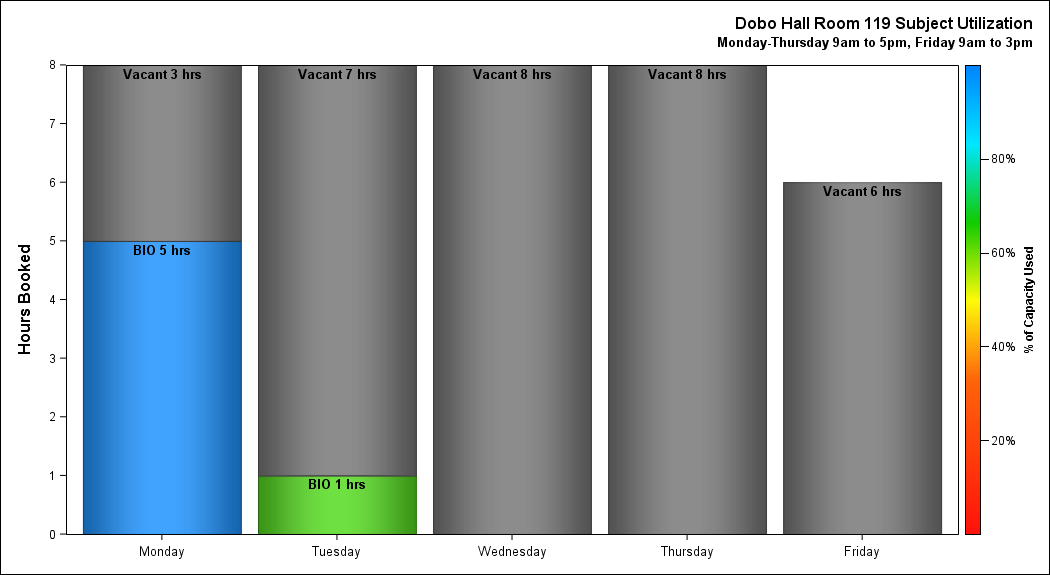 Dobo Hall Room 119 Subject Utilization
Monday-Thursday 9am to 5pm, Friday 9am to 3pm
Hours Booked
8
7
6
5
4
3
2
1
0
Vacant 3 hrs
BIO 5 hrs
Vacant 7 hrs
BIO 1 hrs
Vacant 8 hrs
Vacant 8 hrs
Vacant 6 hrs
Monday
Tuesday
Wednesday
Thursday
Friday
80%
60%
40%
20%
% of Capacity Used